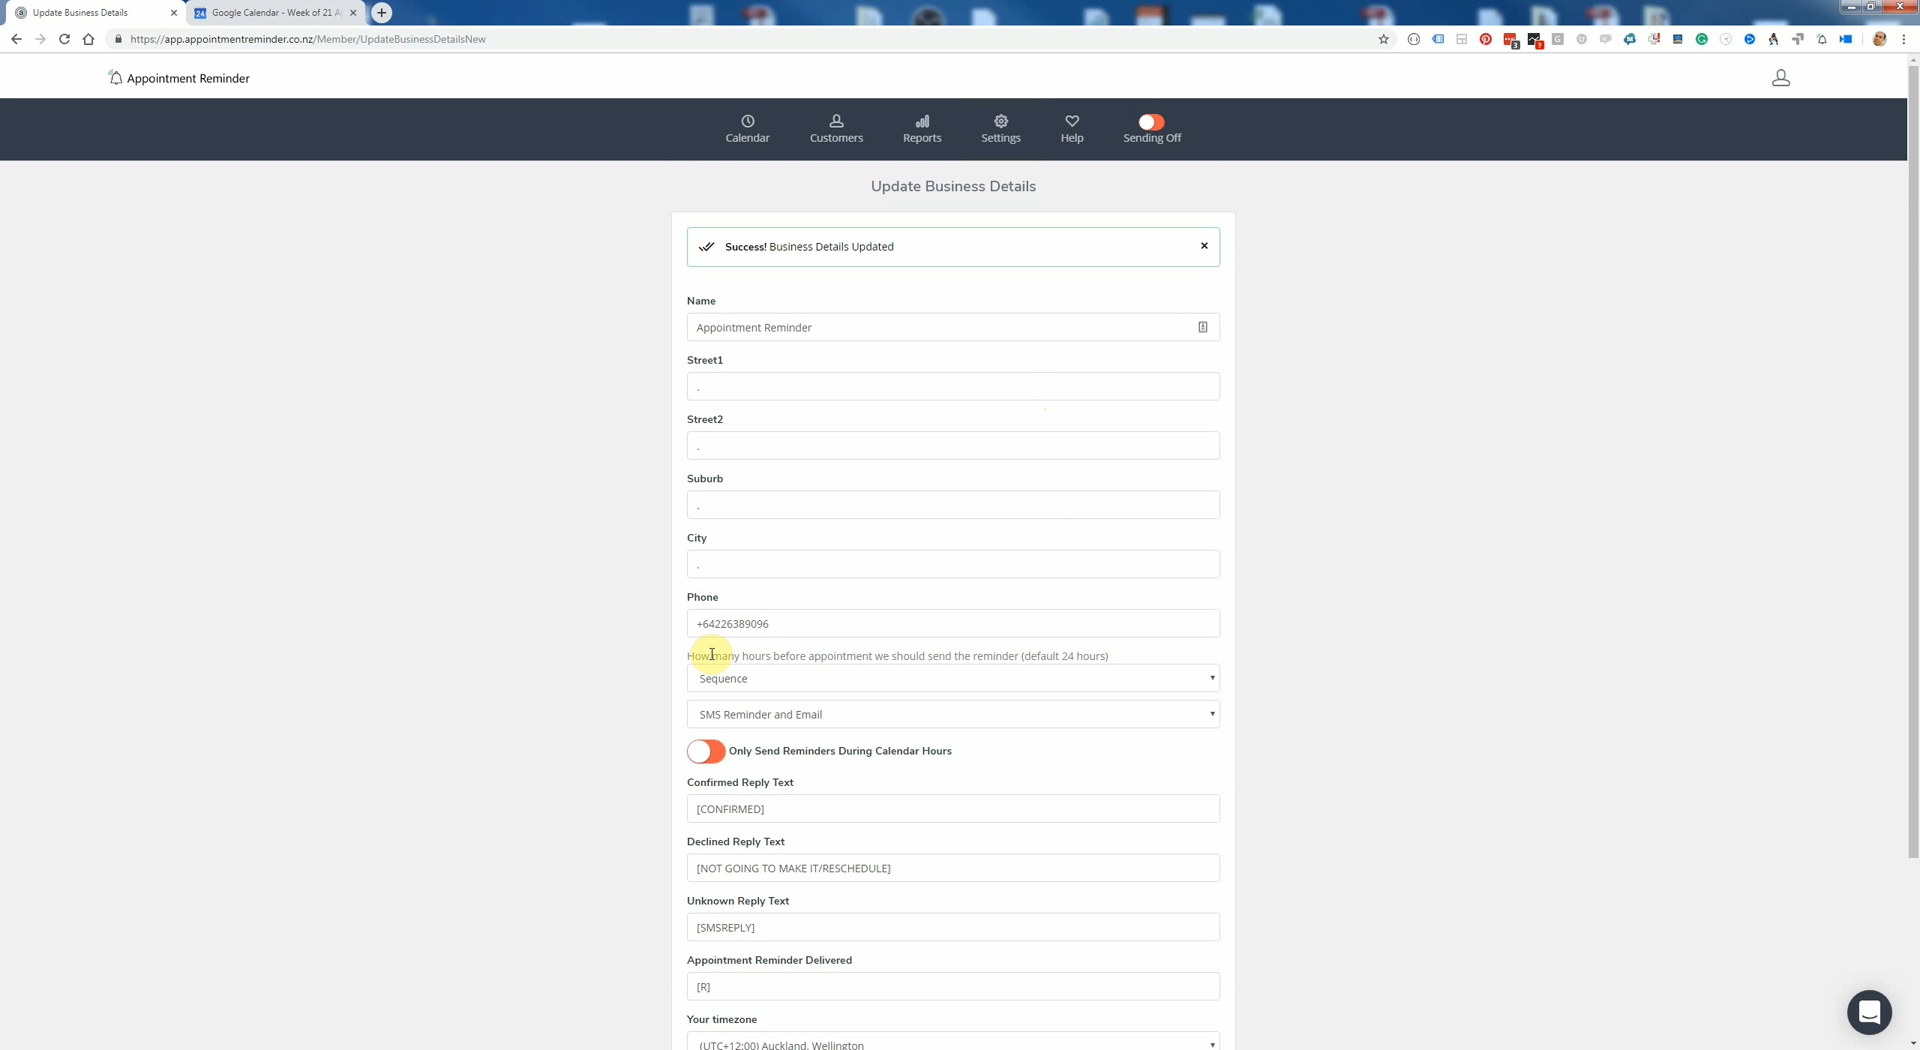 Update Business Details
24 Google Calendar - Week of 21 A
https://app.appointmentreminder.co.nz/Member/UpdateBusinessDetailsNew
3
7
Appointment Reminder
Calendar
Customers
Reports
Settings
Help
Sending Off
Update Business Details
Success! Business Details Updated
Name
Appointment Reminder
Street1
.
Street2
.
Suburb
.
City
.
Phone
+64226389096
How many hours before appointment we should send the reminder (default 24 hours)
Sequence
SMS Reminder and Email
Only Send Reminders During Calendar Hours
Confirmed Reply Text
[CONFIRMED]
Declined Reply Text
[NOT GOING TO MAKE IT/RESCHEDULE]
Unknown Reply Text
[SMSREPLY]
Appointment Reminder Delivered
[R]
Your timezone
(UTC+12:00) Auckland, Wellington